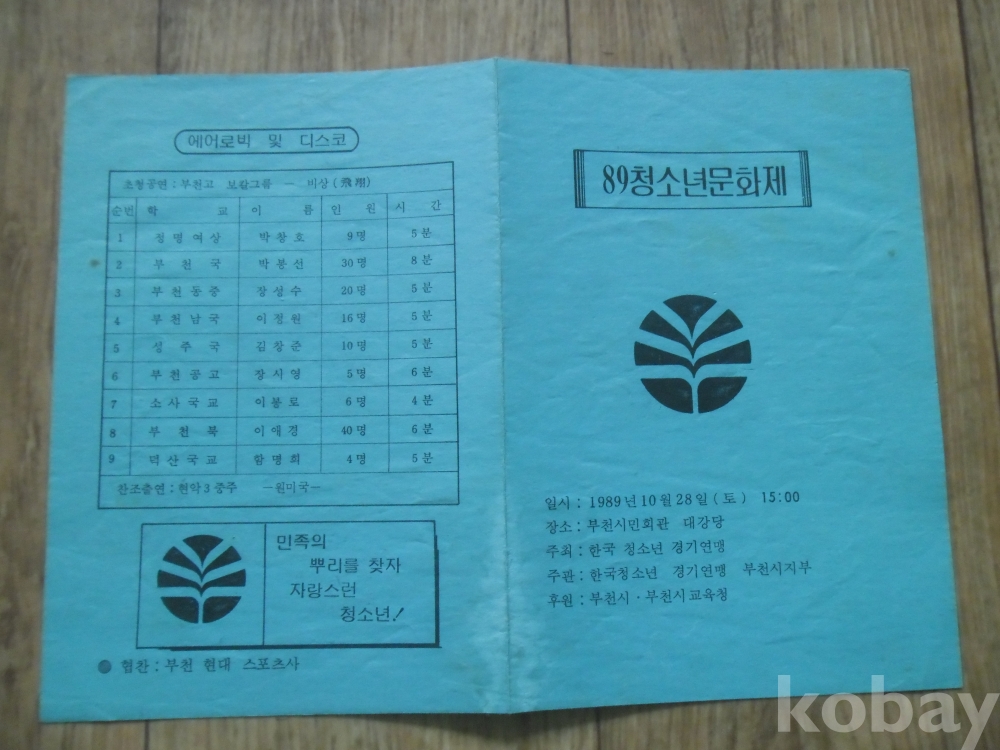 에어로빅 및 디스코
초청공연 : 부천고 보칼그룹 — 비상 (飛翔)
순번 학 교 이 름 인 원 시 간
1 정명여상 박창호 9명 5분
2 부천국 박봉선 30명 8분
3 부천동중 장성수 20명 5분
4 부천남국 이정원 16명 5분
5 성주국 김창준 10명 5분
6 부천공고 장사영 5명 6분
7 소사국교 이봉로 6명 4분
8 부천북 이애경 40명 6분
9 덕산국교 함명희 4명 5분
찬조출연 : 현악3중주 —원미국—
민족의
뿌리를 찾자
자랑스런
청소년!
협찬 : 부천 현대 스포츠사
89청소년문화제
일시 : 1989년 10월 28일 (토) 15:00
장소 : 부천시민회관 대강당
주최 : 한국 청소년 경기연맹
주관 : 한국청소년 경기연맹 부천시지부
후원 : 부천시 · 부천시교육청
kobay